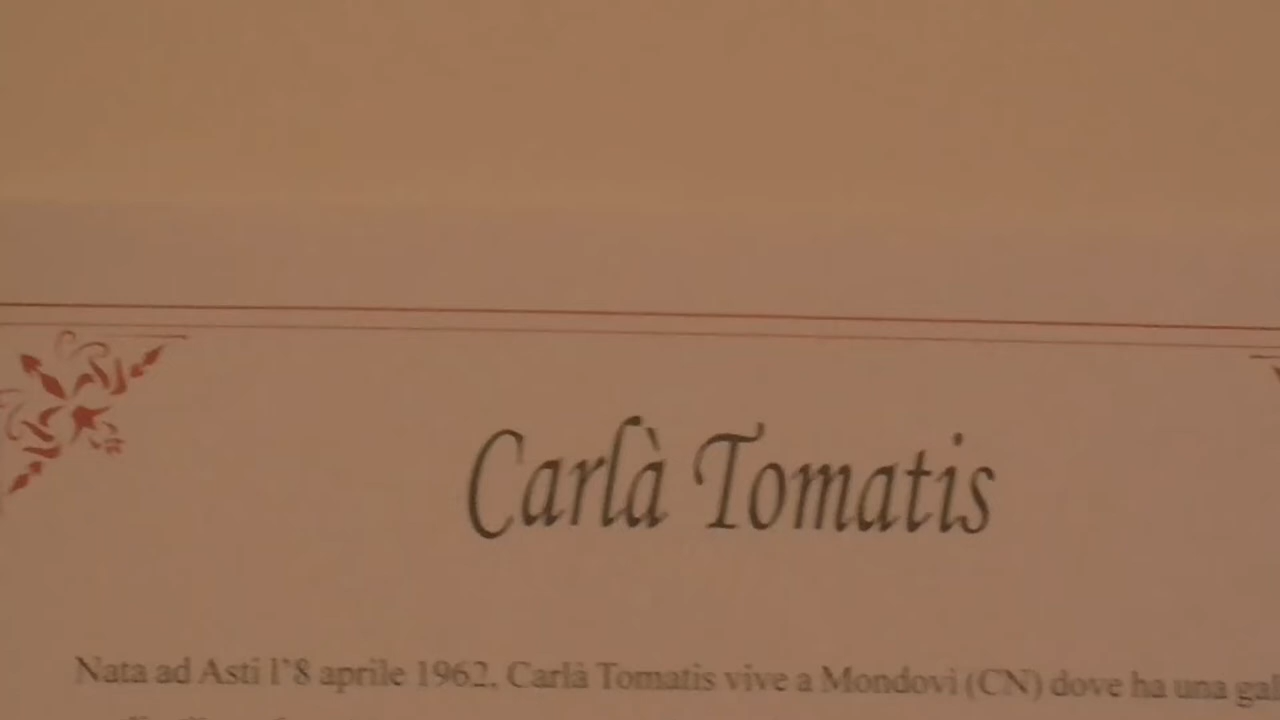 Carlà Tomatis
Nata ad Asti l'8 aprile 1962, Carlà Tomatis vive a Mondovì (CN) dove ha una